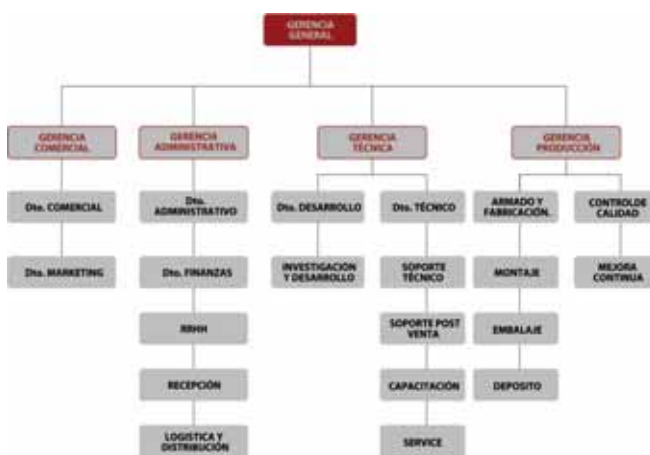 GERENCIA
GENERAL
GERENCIA
COMERCIAL
GERENCIA
ADMINISTRATIVA
GERENCIA
TÉCNICA
GERENCIA
PRODUCCIÓN
Dto. COMERCIAL
Dto.
ADMINISTRATIVO
Dto. DESARROLLO
Dto. TÉCNICO
ARMADO Y
FABRICACIÓN.
CONTROLDE
CALIDAD
Dto. MARKETING
Dto. FINANZAS
INVESTIGACIÓN
Y DESARROLLO
SOPORTE
TÉCNICO
MONTAJE
MEJORA
CONTINUA
RRHH
SOPORTE POST
VENTA
EMBALAJE
RECEPCIÓN
CAPACITACIÓN
DEPOSITO
LOGISTICA Y
DISTRIBUCIÓN
SERVICE